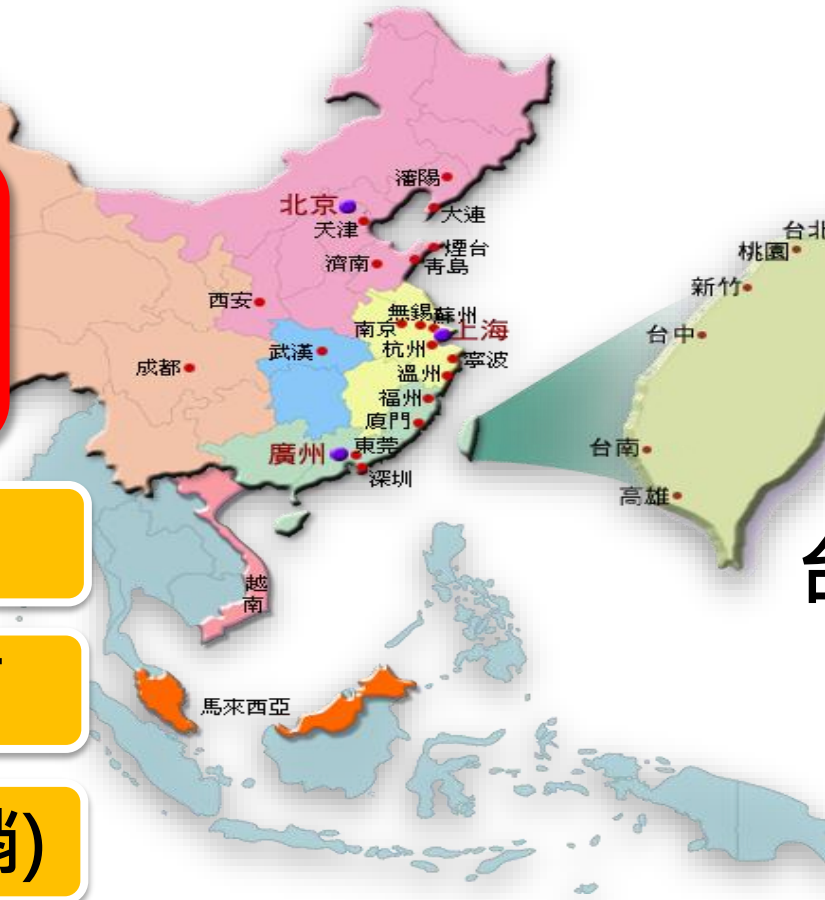 瀋陽
北京
大連
天津
煙台
濟南
青島
西安
無錫
蘇州
南京
上海
杭州
武漢
寧波
成都
溫州
福州
廈門
東莞
廣州
深圳
越南
馬來西亞
台北
桃園
新竹
台中
台南
高雄
台